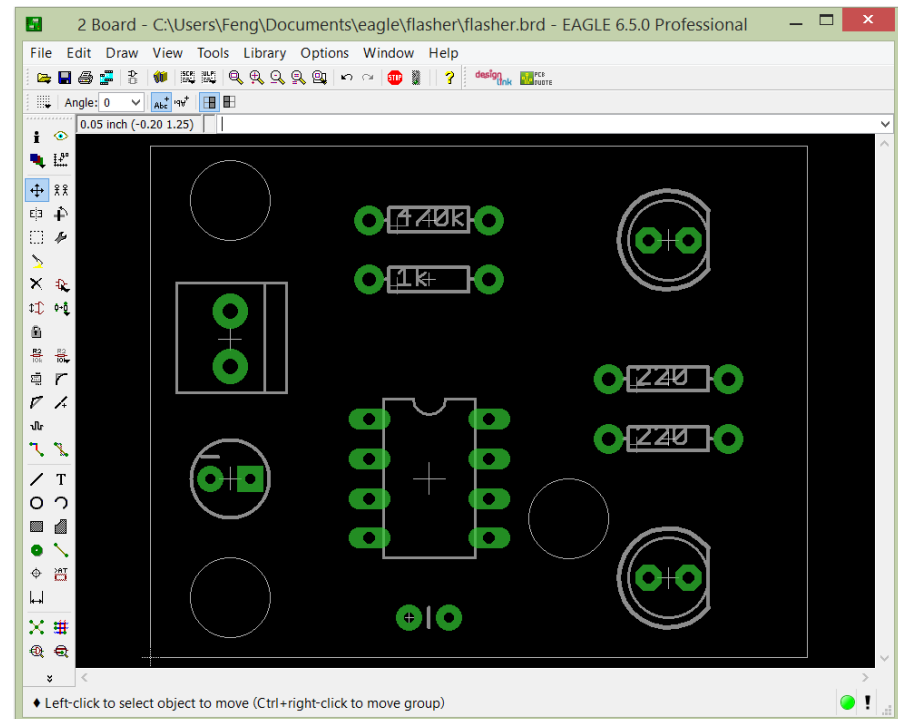 2 Board - C:\Users\Feng\Documents\eagle\flasher\flasher.brd - EAGLE 6.5.0 Professional
File Edit Draw View Tools Library Options Window Help
STOP ? design link PCB QUOTE
Angle: 0
0.05 inch (-0.20 1.25)
470k
1k
220
220
T
Left-click to select object to move (Ctrl+right-click to move group)